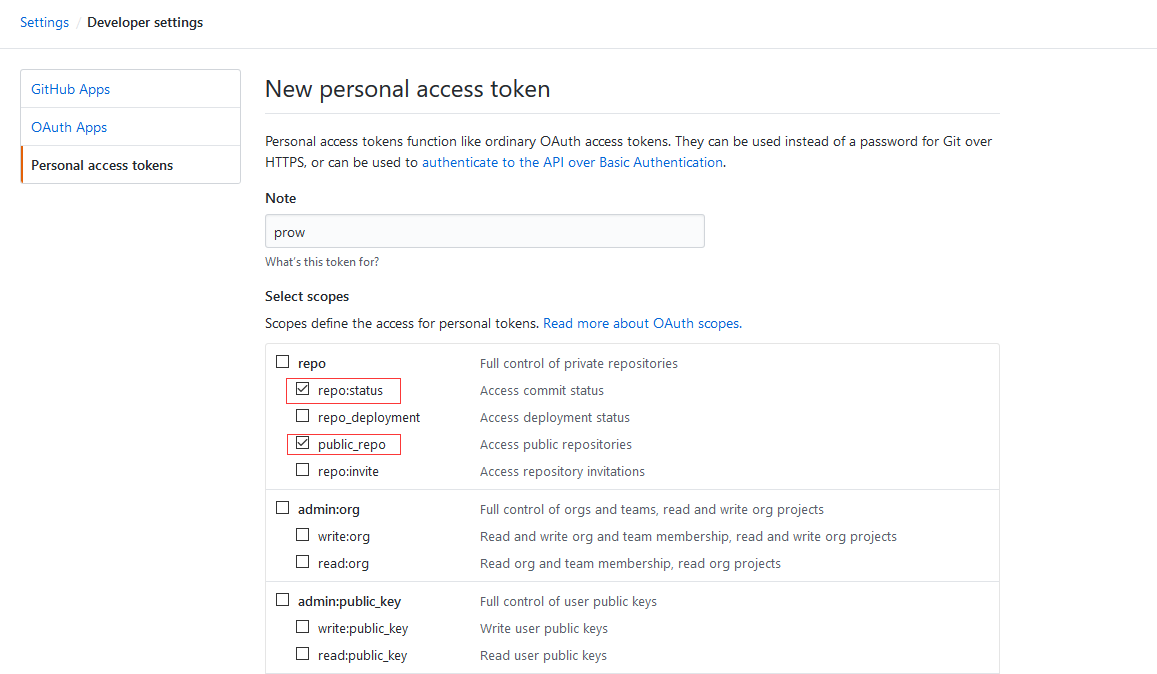 Settings / Developer settings
GitHub Apps
OAuth Apps
Personal access tokens
New personal access token
Personal access tokens function like ordinary OAuth access tokens. They can be used instead of a password for Git over
HTTPS, or can be used to authenticate to the API over Basic Authentication.
Note
prow
What's this token for?
Select scopes
Scopes define the access for personal tokens. Read more about OAuth scopes.
repo Full control of private repositories
repo:status Access commit status
repo_deployment Access deployment status
public_repo Access public repositories
repo:invite Access repository invitations
admin:org Full control of orgs and teams, read and write org projects
write:org Read and write org and team membership, read and write org projects
read:org Read org and team membership, read org projects
admin:public_key Full control of user public keys
write:public_key Write user public keys
read:public_key Read user public keys